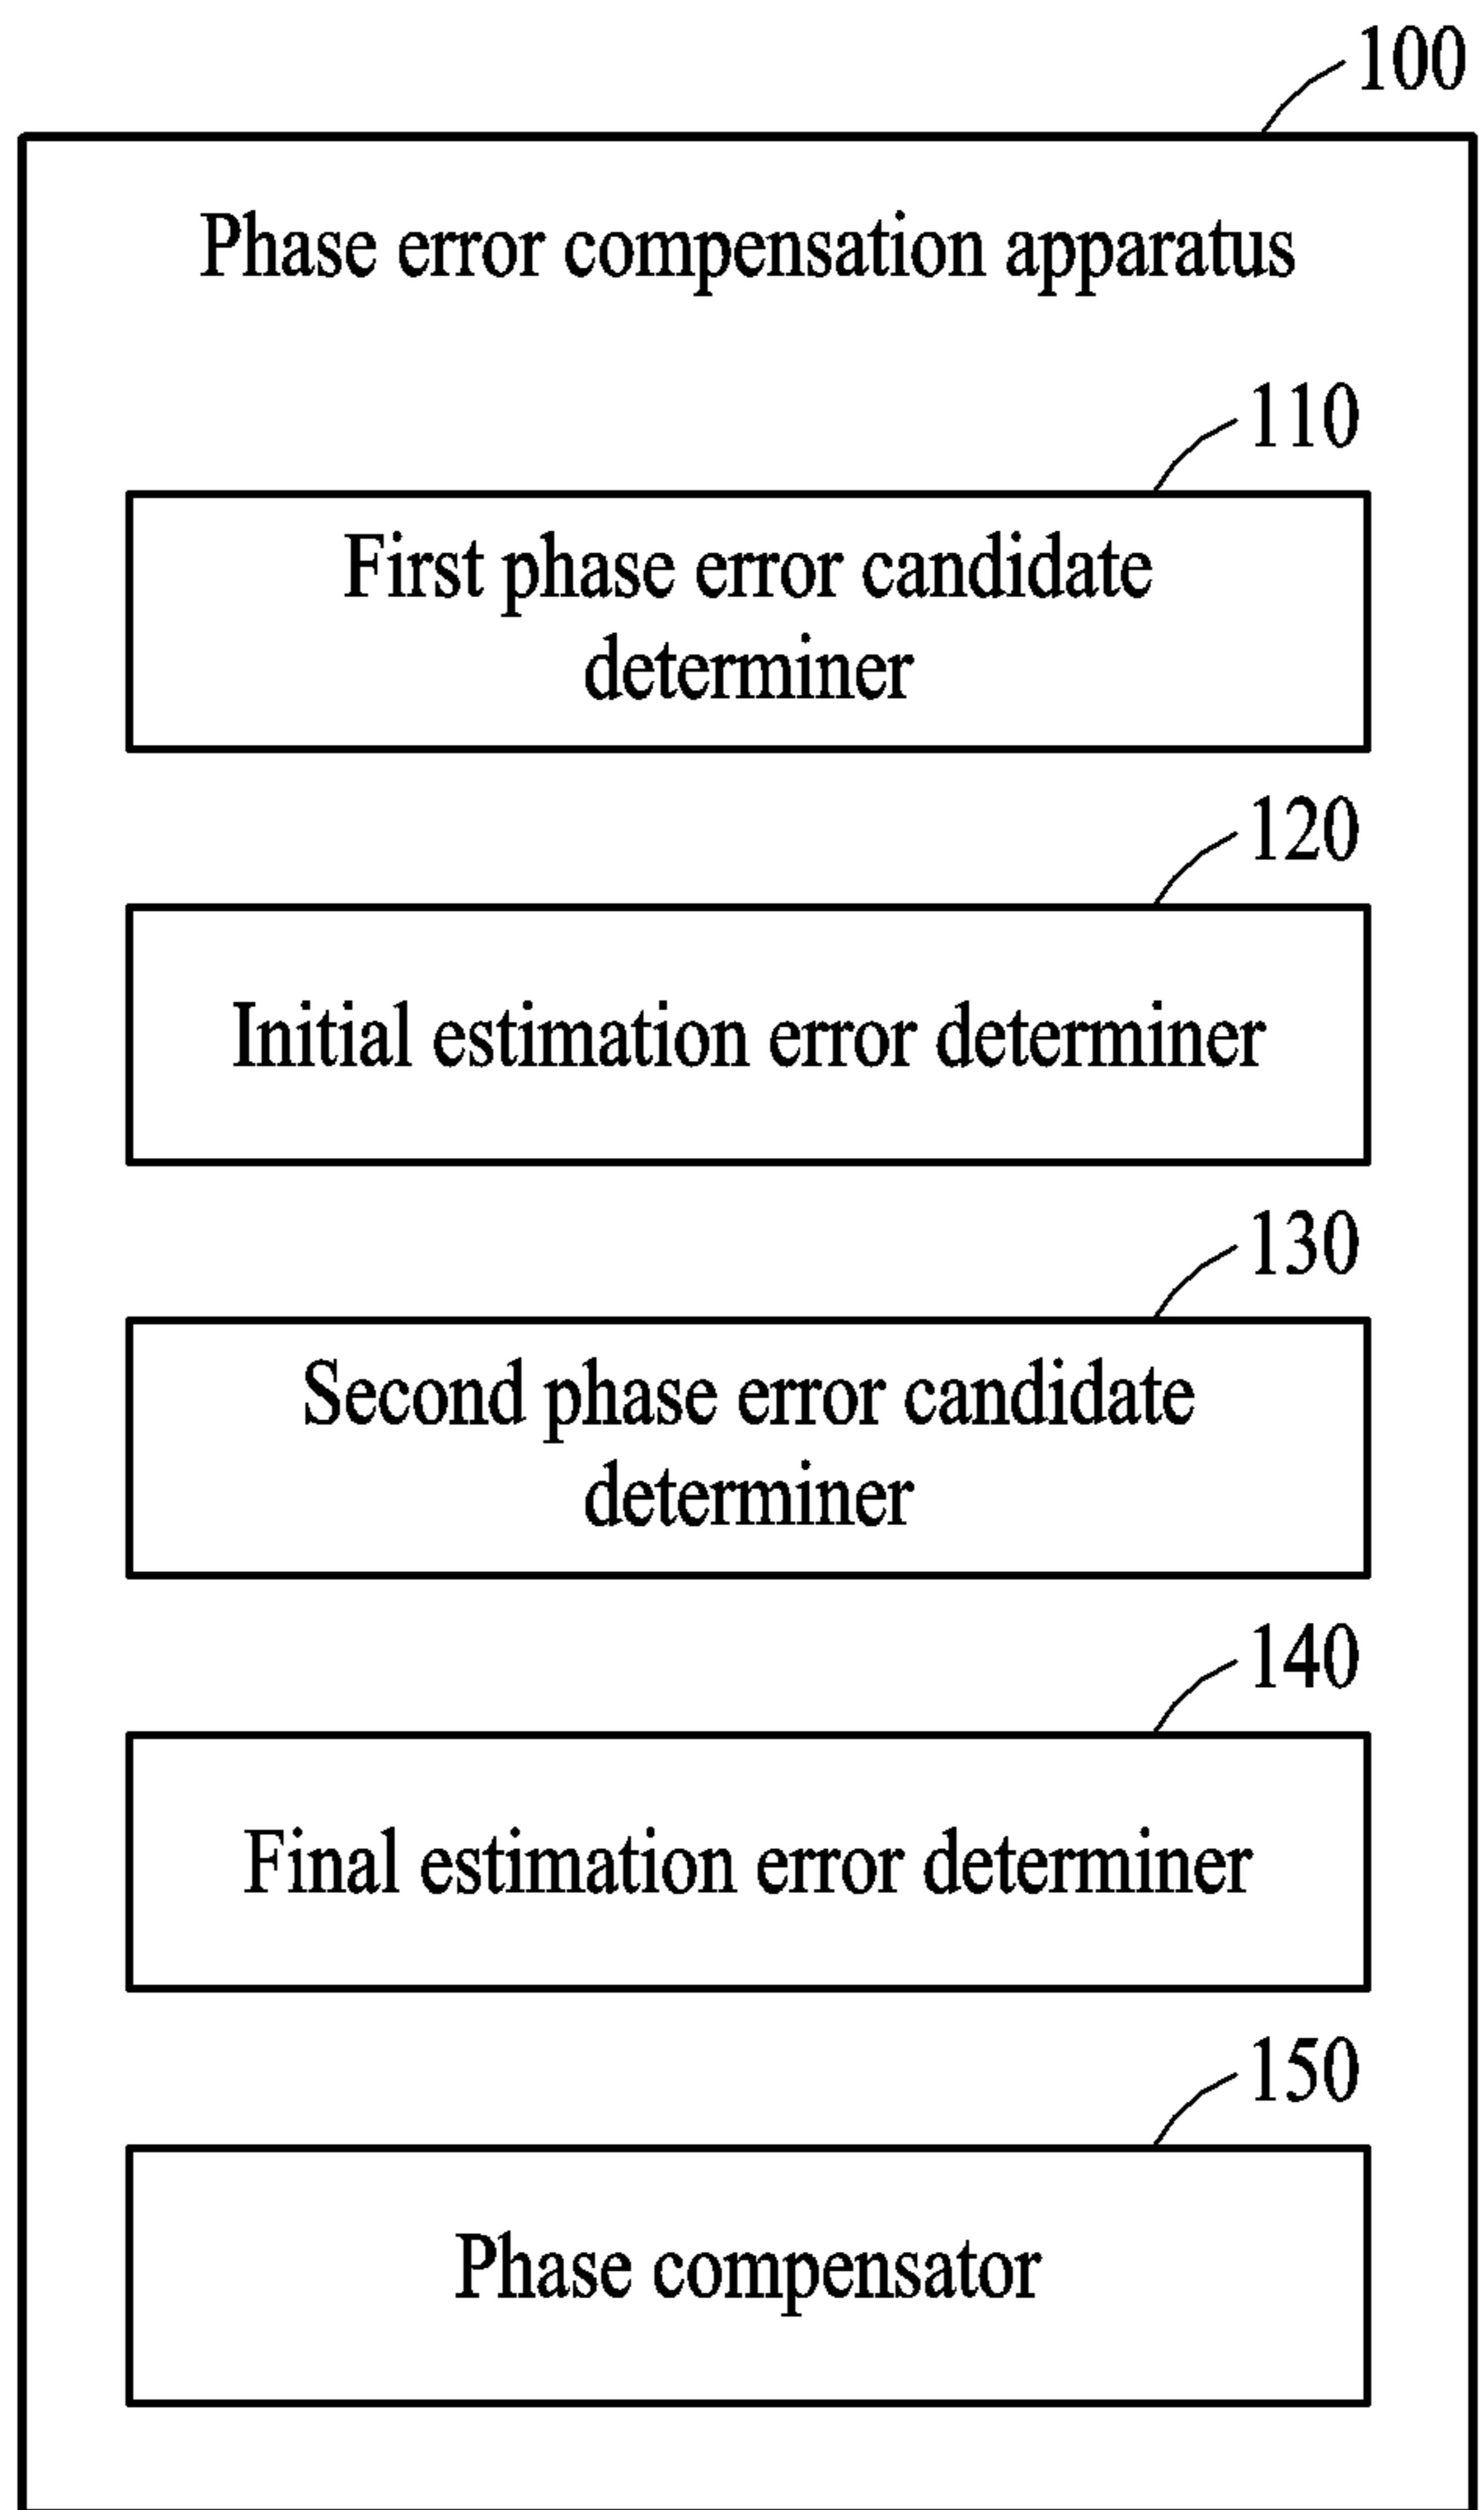 100
Phase error compensation apparatus
110
First phase error candidate
determiner
120
Initial estimation error determiner
130
Second phase error candidate
determiner
140
Final estimation error determiner
150
Phase compensator